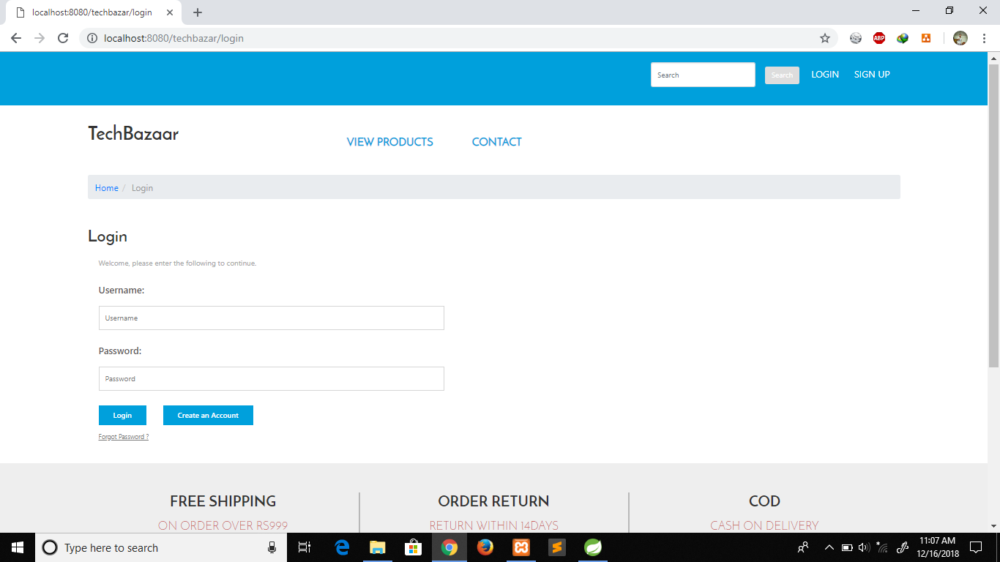 localhost:8080/techbazar/login
localhost:8080/techbazar/login
ABP
Search Search LOGIN SIGN UP
TechBazaar
VIEW PRODUCTS CONTACT
Home / Login
Login
Welcome, please enter the following to continue.
Username:
Username
Password:
Password
Login Create an Account
Forgot Password ?
FREE SHIPPING ORDER RETURN COD
ON ORDER OVER RS999 RETURN WITHIN 14DAYS CASH ON DELIVERY
Type here to search
11:07 AM
12/16/2018